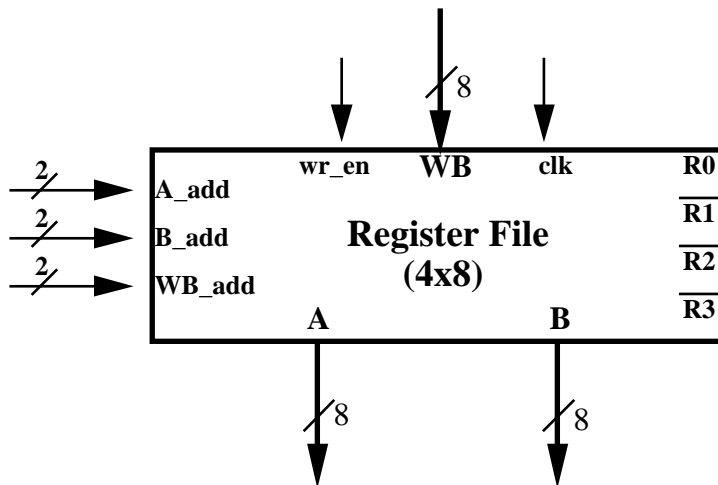 8
wr_en WB clk R0
2
A_add
R1
2
B_add
Register File
R2
2
WB_add
(4x8)
R3
A B
8 8